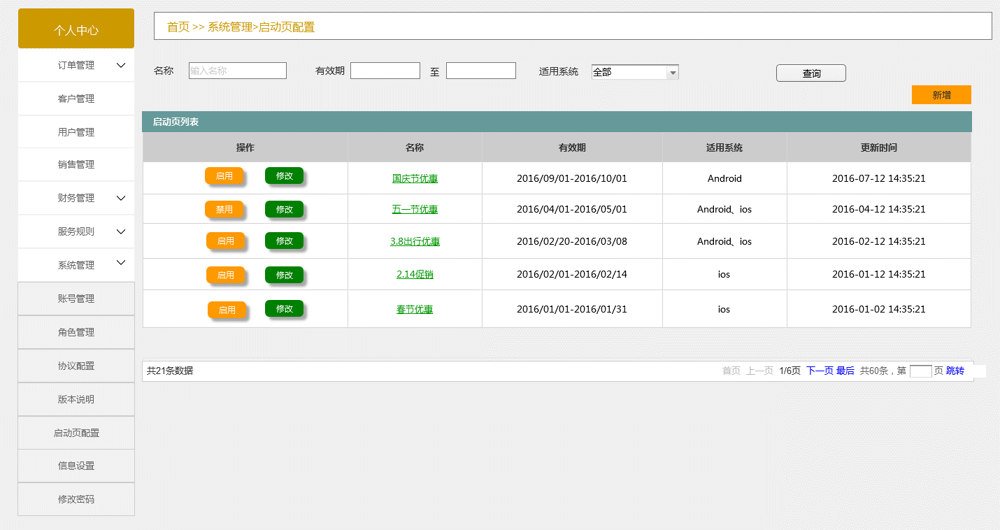 个人中心
订单管理
客户管理
用户管理
销售管理
财务管理
服务规则
系统管理
账号管理
角色管理
协议配置
版本说明
启动页配置
信息设置
修改密码
首页 >> 系统管理>启动页配置
名称 输入名称 有效期 至 适用系统 全部 查询
新增
启动页列表
操作 名称 有效期 适用系统 更新时间
启用 修改 国庆节优惠 2016/09/01-2016/10/01 Android 2016-07-12 14:35:21
禁用 修改 五一节优惠 2016/04/01-2016/05/01 Android、ios 2016-04-12 14:35:21
启用 修改 3.8出行优惠 2016/02/20-2016/03/08 Android、ios 2016-02-12 14:35:21
启用 修改 2.14促销 2016/02/01-2016/02/14 ios 2016-01-12 14:35:21
启用 修改 春节优惠 2016/01/01-2016/01/31 ios 2016-01-02 14:35:21
共21条数据 首页 上一页 1/6页 下一页 最后 共60条，第 页 跳转